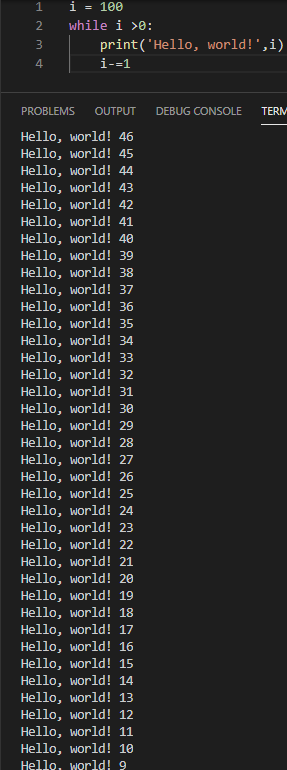 1 i = 100
2 while i >0:
3 print('Hello, world!',i)
4 i-=1
PROBLEMS OUTPUT DEBUG CONSOLE TERM
Hello, world! 46
Hello, world! 45
Hello, world! 44
Hello, world! 43
Hello, world! 42
Hello, world! 41
Hello, world! 40
Hello, world! 39
Hello, world! 38
Hello, world! 37
Hello, world! 36
Hello, world! 35
Hello, world! 34
Hello, world! 33
Hello, world! 32
Hello, world! 31
Hello, world! 30
Hello, world! 29
Hello, world! 28
Hello, world! 27
Hello, world! 26
Hello, world! 25
Hello, world! 24
Hello, world! 23
Hello, world! 22
Hello, world! 21
Hello, world! 20
Hello, world! 19
Hello, world! 18
Hello, world! 17
Hello, world! 16
Hello, world! 15
Hello, world! 14
Hello, world! 13
Hello, world! 12
Hello, world! 11
Hello, world! 10
Hello, world! 9